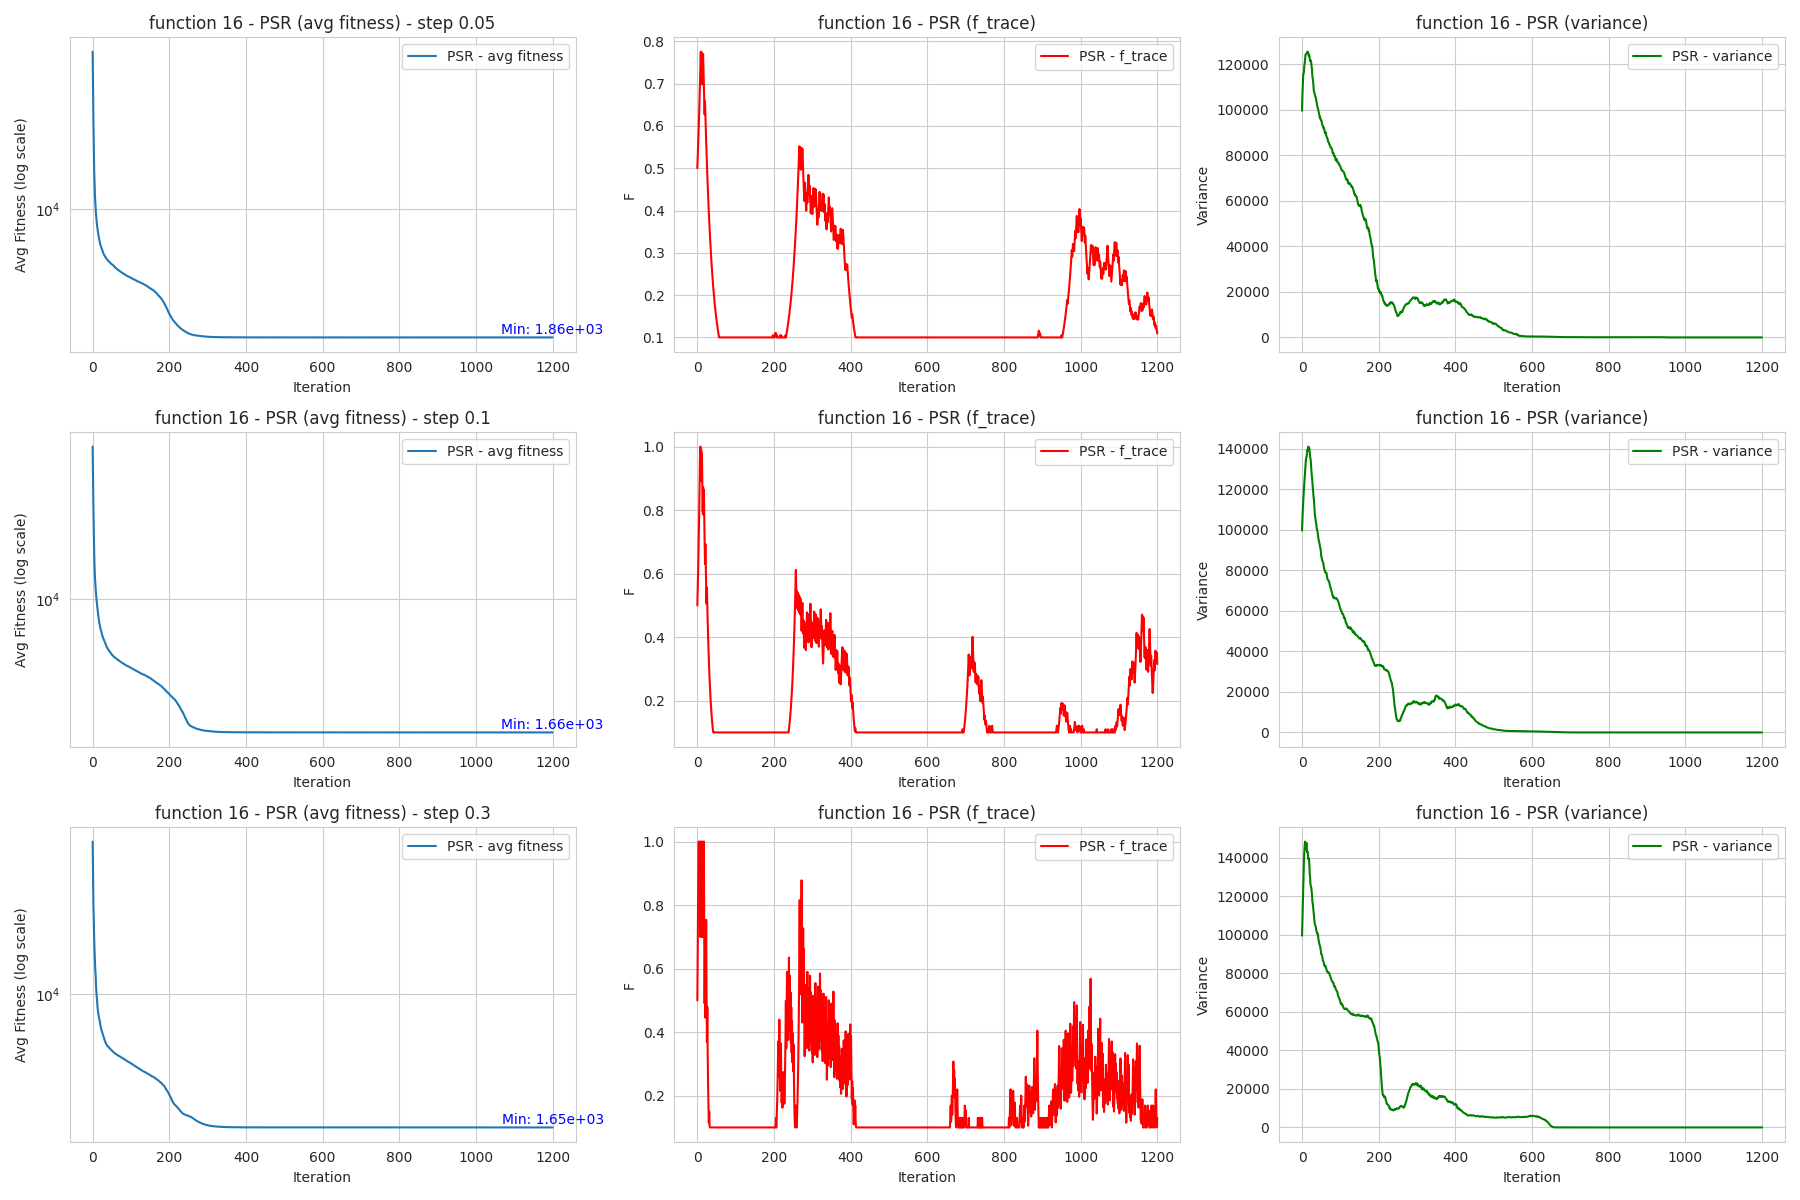 function 16 - PSR (avg fitness) - step 0.05
function 16 - PSR (f_trace)
function 16 - PSR (variance)
PSR - avg fitness
Avg Fitness (log scale)
10^4
Min: 1.86e+03
0 200 400 600 800 1000 1200
Iteration
PSR - f_trace
F
0.8
0.7
0.6
0.5
0.4
0.3
0.2
0.1
0 200 400 600 800 1000 1200
Iteration
PSR - variance
Variance
120000
100000
80000
60000
40000
20000
0
0 200 400 600 800 1000 1200
Iteration
function 16 - PSR (avg fitness) - step 0.1
function 16 - PSR (f_trace)
function 16 - PSR (variance)
PSR - avg fitness
Avg Fitness (log scale)
10^4
Min: 1.66e+03
0 200 400 600 800 1000 1200
Iteration
PSR - f_trace
F
1.0
0.8
0.6
0.4
0.2
0 200 400 600 800 1000 1200
Iteration
PSR - variance
Variance
140000
120000
100000
80000
60000
40000
20000
0
0 200 400 600 800 1000 1200
Iteration
function 16 - PSR (avg fitness) - step 0.3
function 16 - PSR (f_trace)
function 16 - PSR (variance)
PSR - avg fitness
Avg Fitness (log scale)
10^4
Min: 1.65e+03
0 200 400 600 800 1000 1200
Iteration
PSR - f_trace
F
1.0
0.8
0.6
0.4
0.2
0 200 400 600 800 1000 1200
Iteration
PSR - variance
Variance
140000
120000
100000
80000
60000
40000
20000
0
0 200 400 600 800 1000 1200
Iteration